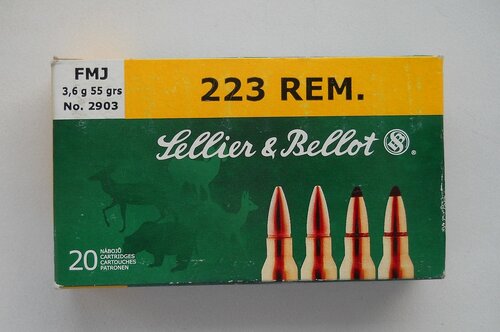 FMJ
3,6 g 55 grs
No. 2903
223 REM.
Sellier & Bellot
S&B
®
20
NÁBOJŮ
CARTRIDGES
CARTOUCHES
PATRONEN